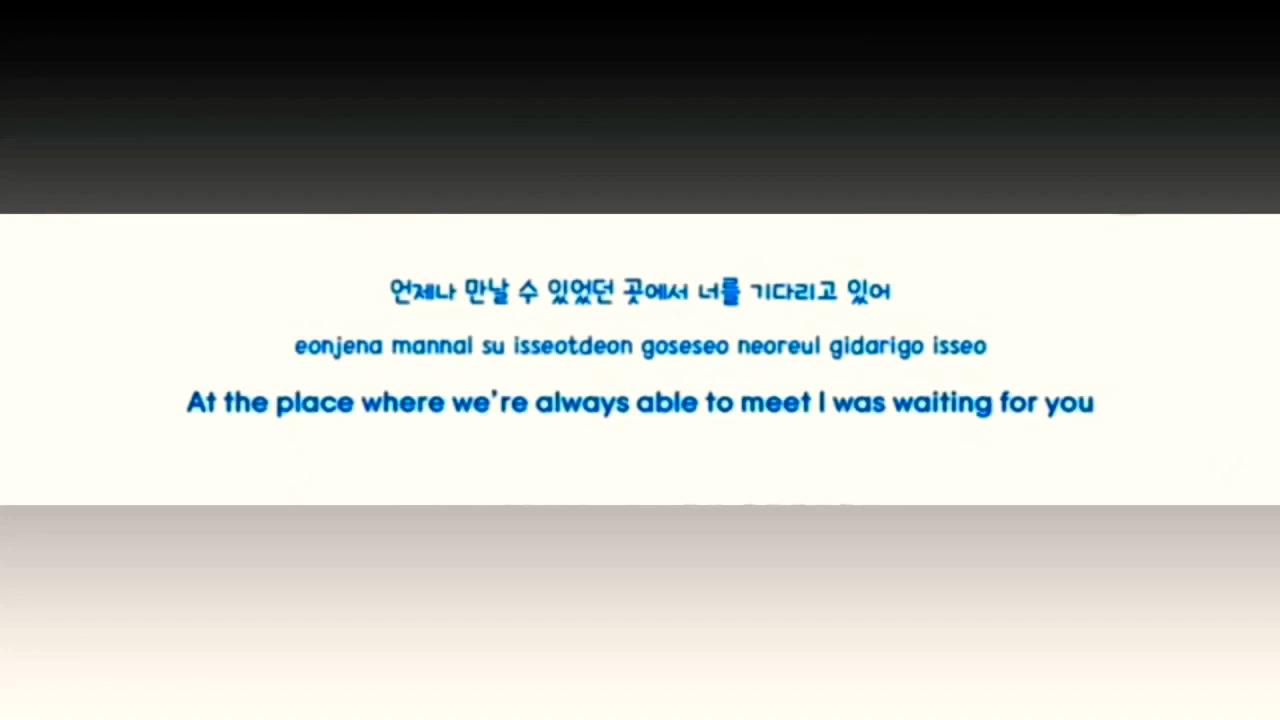 언제나 만날 수 있었던 곳에서 너를 기다리고 있어
eonjena mannal su isseotdeon goseseo neoreul gidarigo isseo
At the place where we're always able to meet I was waiting for you